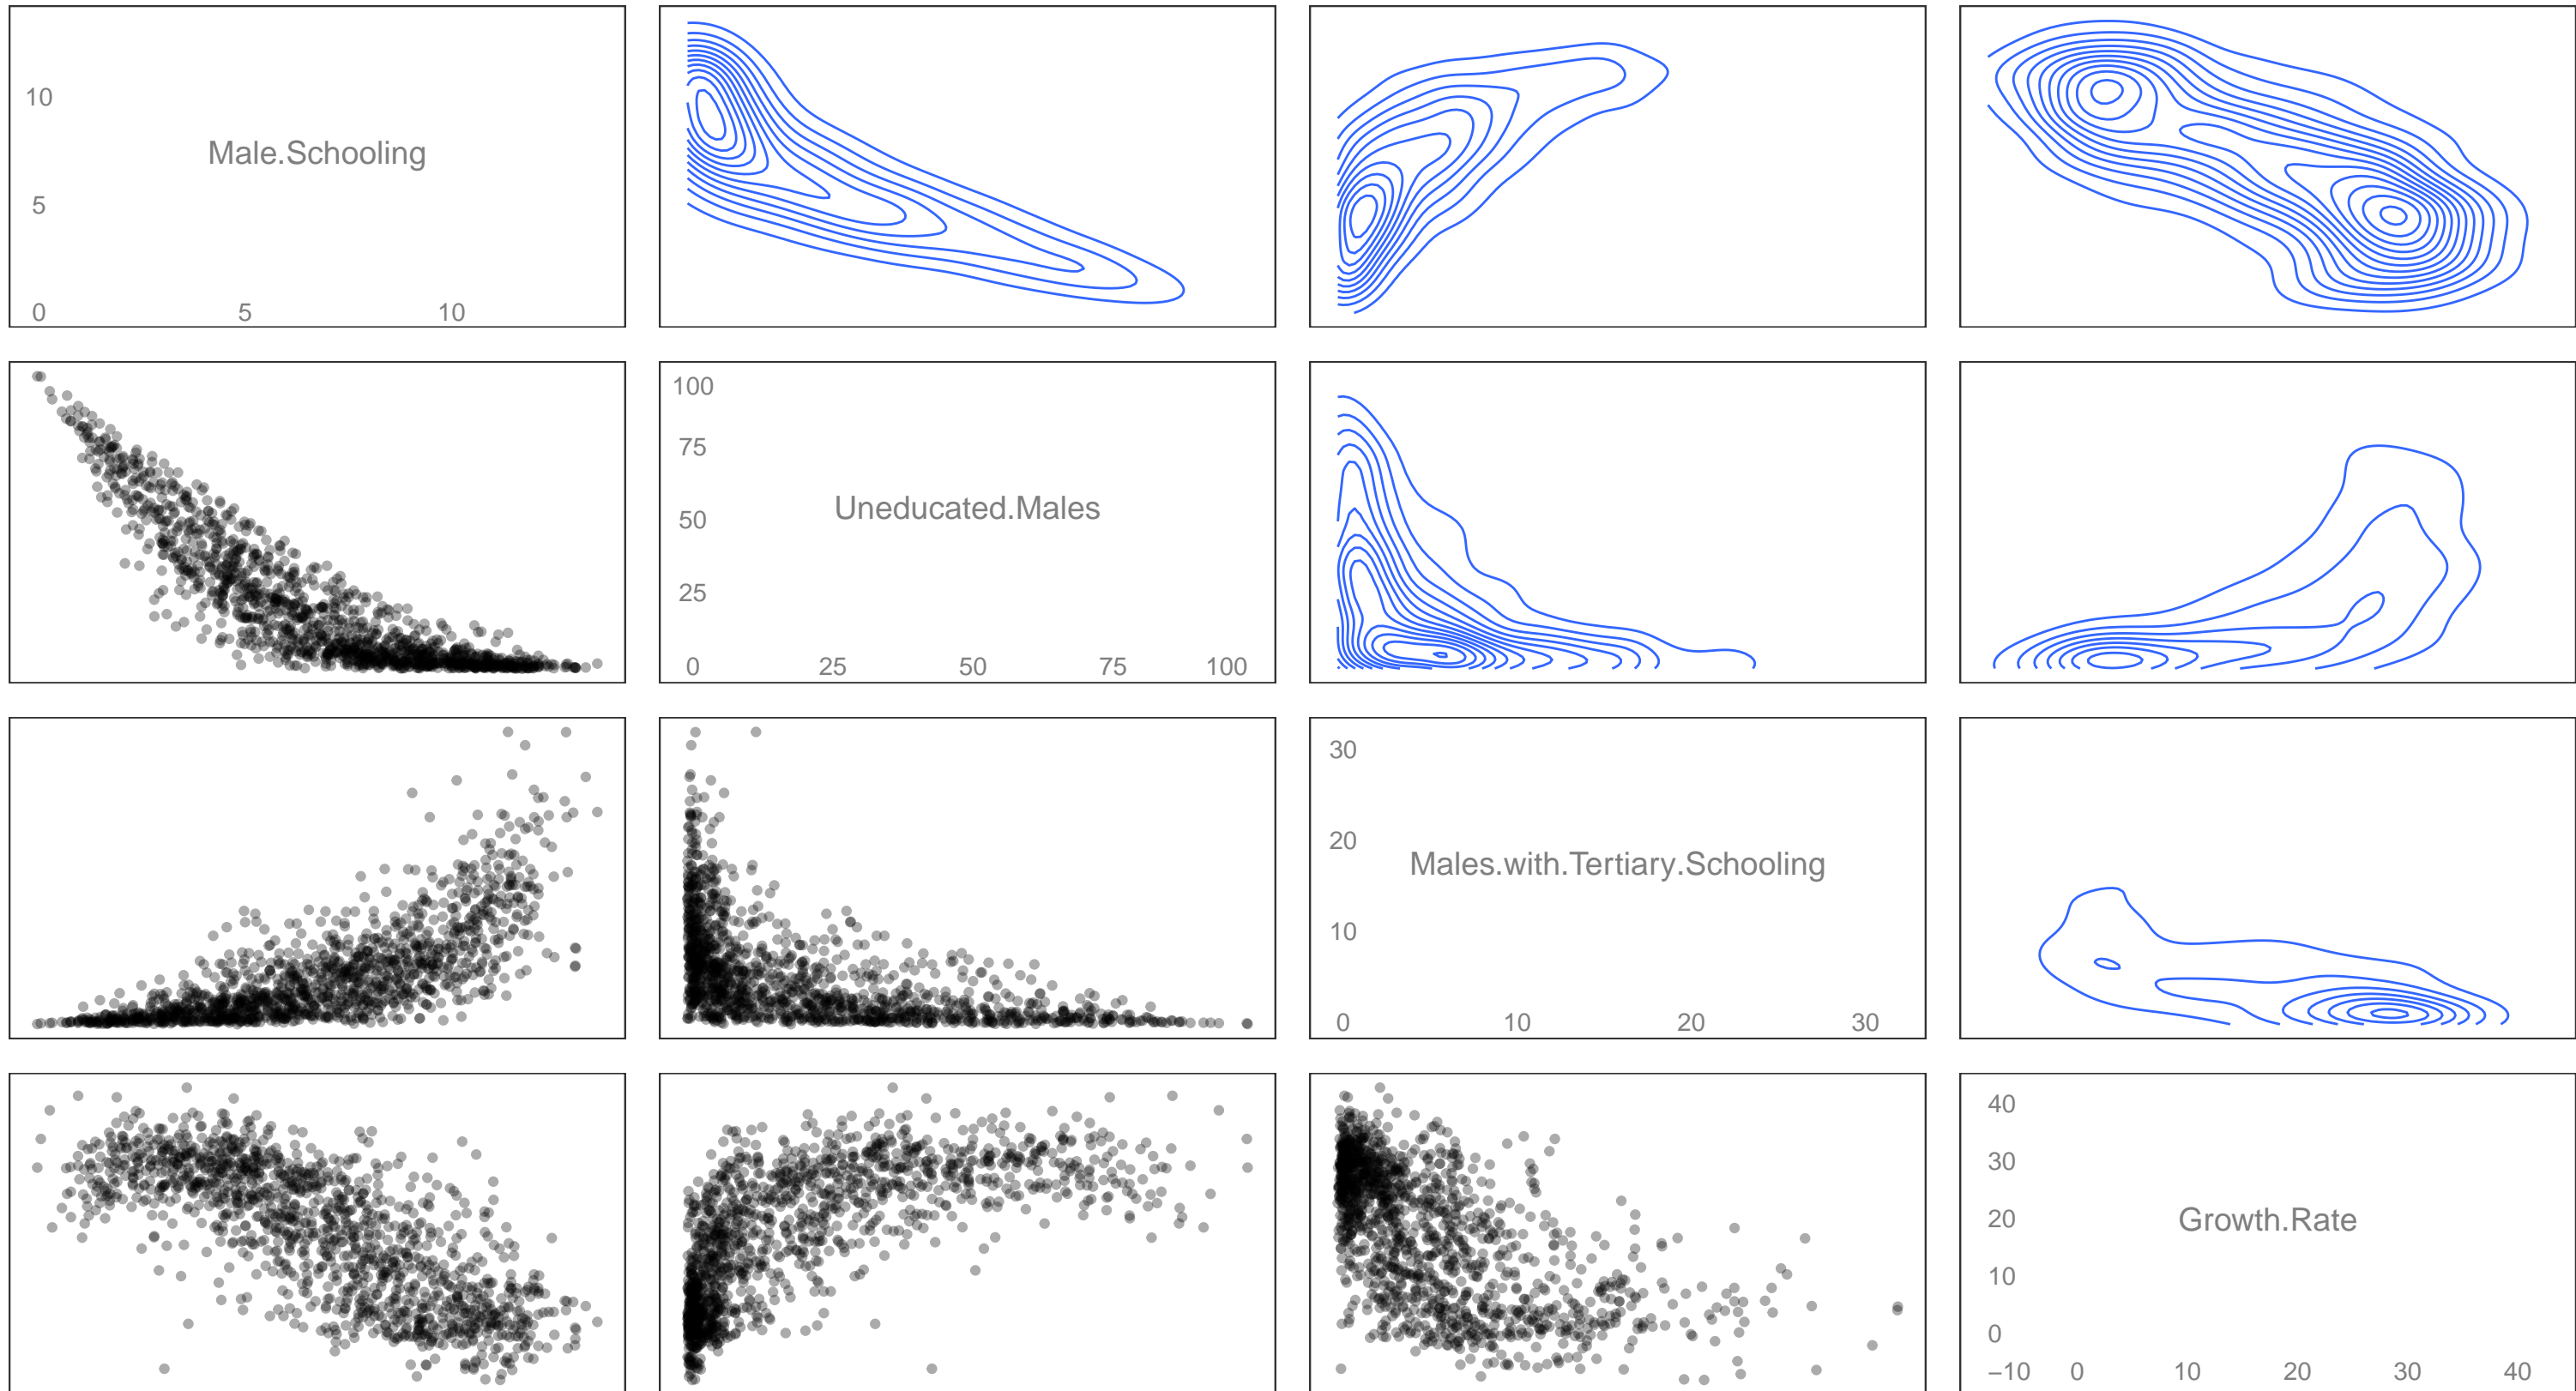 10
Male.Schooling
5
0 5 10
100
75
Uneducated.Males
50
25
0 25 50 75 100
30
20
Males.with.Tertiary.Schooling
10
0 10 20 30
40
30
20
Growth.Rate
10
0
−10 0 10 20 30 40